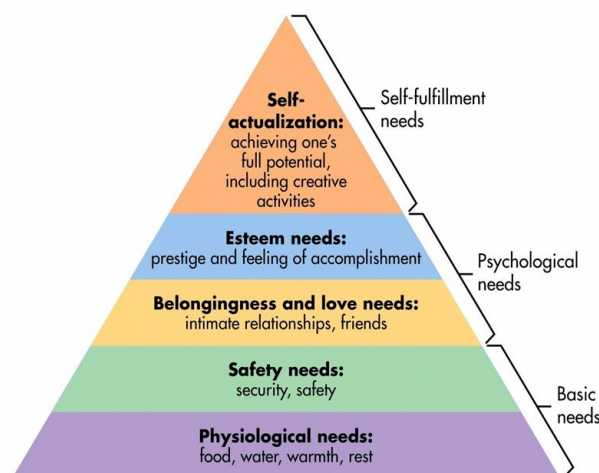 Self-
actualization:
achieving one's
full potential,
including creative
activities
Self-fulfillment
needs
Esteem needs:
prestige and feeling of accomplishment
Belongingness and love needs:
intimate relationships, friends
Psychological
needs
Safety needs:
security, safety
Physiological needs:
food, water, warmth, rest
Basic
needs